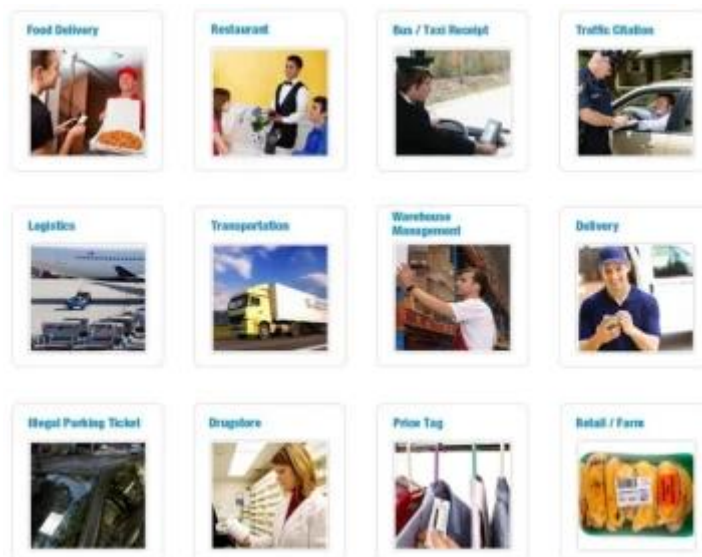 Food Delivery
Restaurant
Bus / Taxi Receipt
Traffic Citation
Logistics
Transportation
Warehouse
Management
Delivery
Illegal Parking Ticket
Drugstore
Price Tag
Retail / Farm